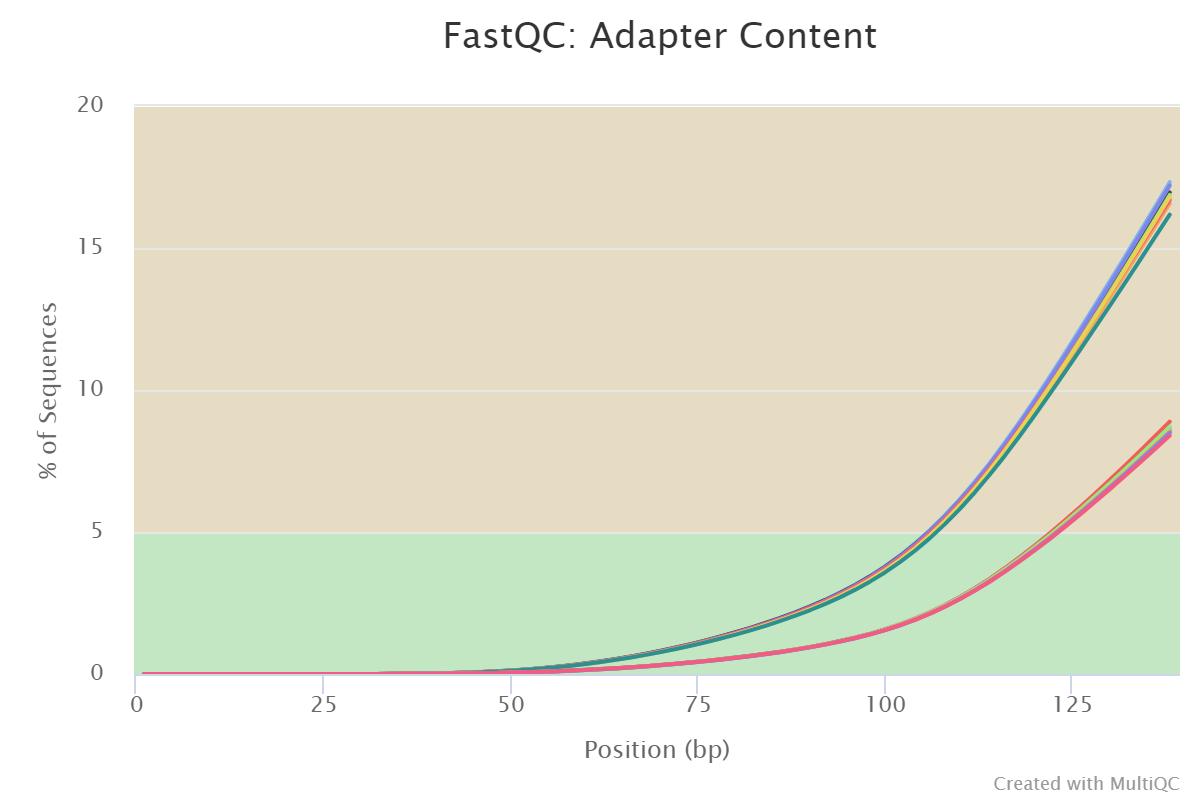 FastQC: Adapter Content
20
15
10
5
0
% of Sequences
0 25 50 75 100 125
Position (bp)
Created with MultiQC